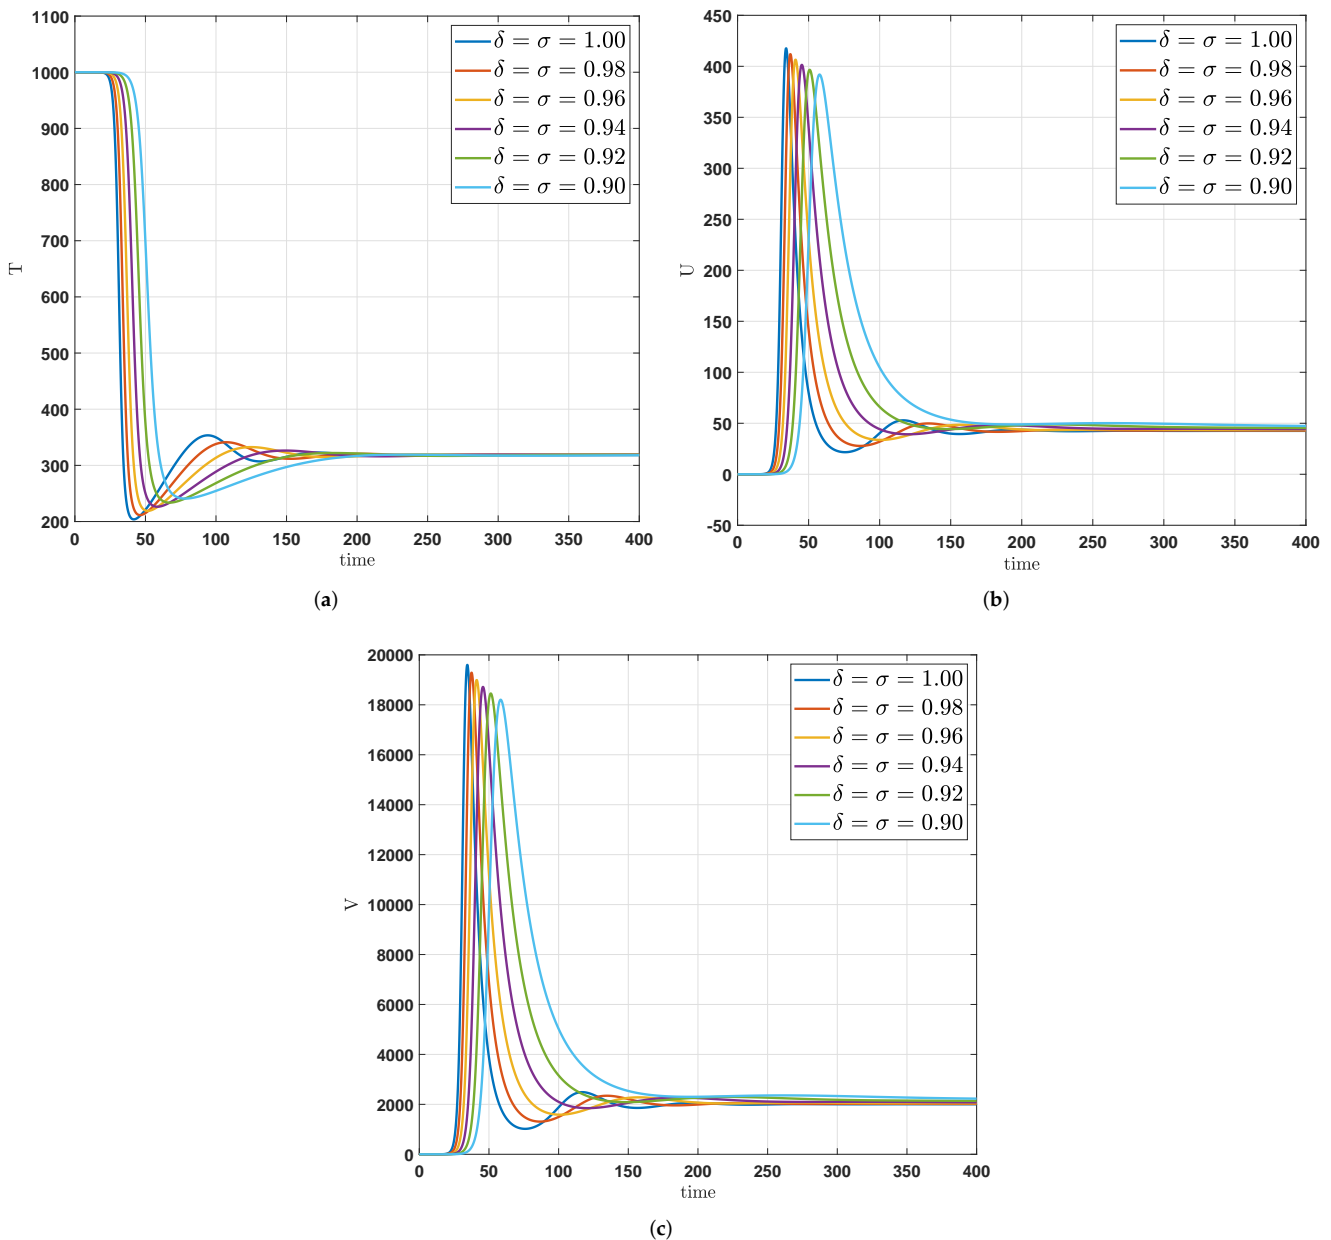 1100
1000
900
800
700
600
500
400
300
200
T
0 50 100 150 200 250 300 350 400
time
δ = σ = 1.00
δ = σ = 0.98
δ = σ = 0.96
δ = σ = 0.94
δ = σ = 0.92
δ = σ = 0.90
(a)
450
400
350
300
250
200
150
100
50
0
-50
U
0 50 100 150 200 250 300 350 400
time
δ = σ = 1.00
δ = σ = 0.98
δ = σ = 0.96
δ = σ = 0.94
δ = σ = 0.92
δ = σ = 0.90
(b)
20000
18000
16000
14000
12000
10000
8000
6000
4000
2000
0
V
0 50 100 150 200 250 300 350 400
time
δ = σ = 1.00
δ = σ = 0.98
δ = σ = 0.96
δ = σ = 0.94
δ = σ = 0.92
δ = σ = 0.90
(c)